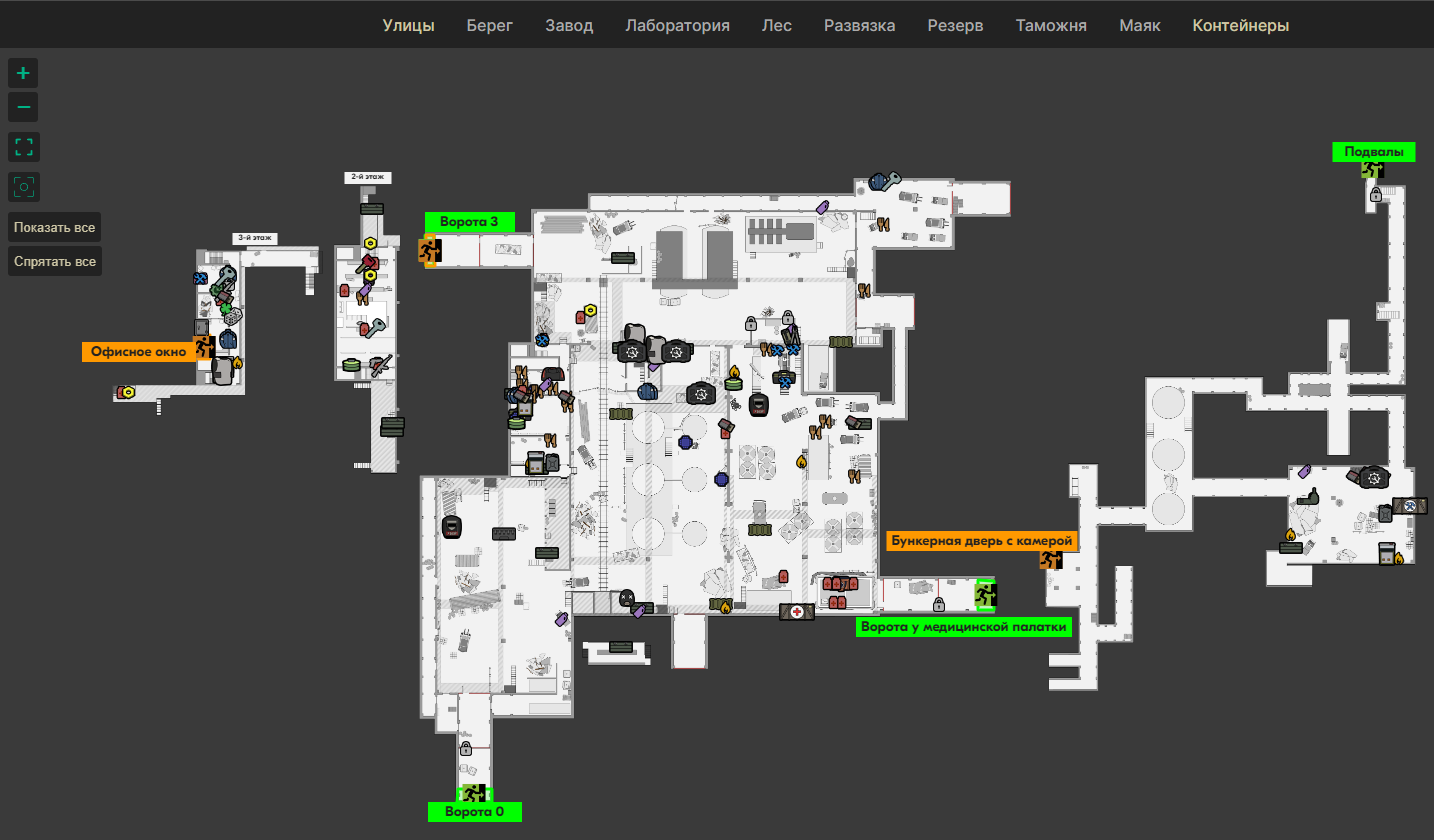 Улицы Берег Завод Лаборатория Лес Развязка Резерв Таможня Маяк Контейнеры
+
−
Показать все
Спрятать все
Подвалы
2-й этаж
Ворота 3
3-й этаж
Офисное окно
Бункерная дверь с камерой
Ворота у медицинской палатки
Ворота 0